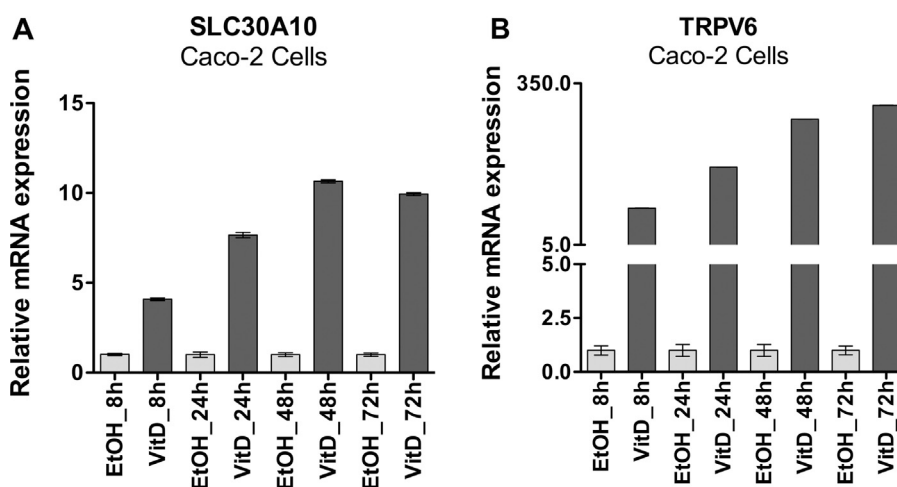 A
SLC30A10
Caco-2 Cells
Relative mRNA expression
15
10
5
0
EtOH_8h
VitD_8h
EtOH_24h
VitD_24h
EtOH_48h
VitD_48h
EtOH_72h
VitD_72h
B
TRPV6
Caco-2 Cells
Relative mRNA expression
350.0
5.0
5.0
2.5
0.0
EtOH_8h
VitD_8h
EtOH_24h
VitD_24h
EtOH_48h
VitD_48h
EtOH_72h
VitD_72h